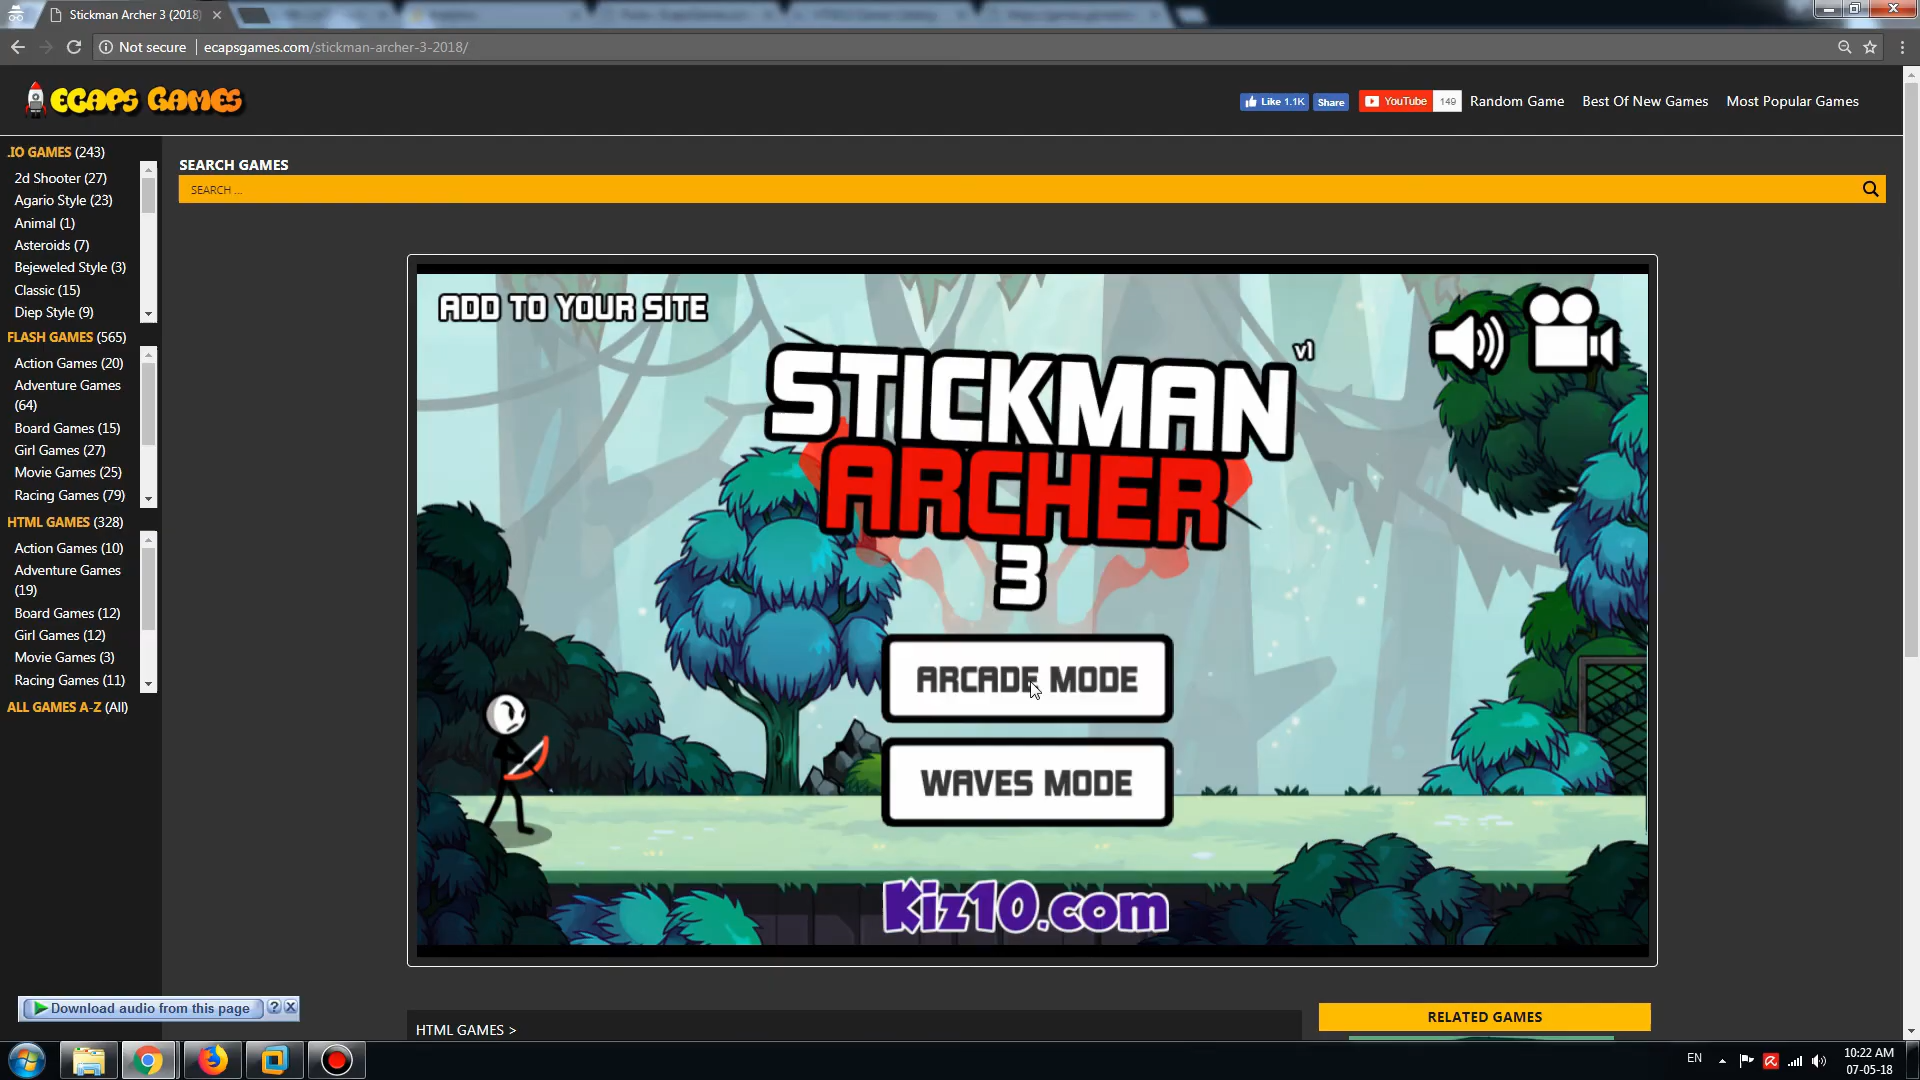 Stickman Archer 3 (2018)
Not secure | ecapsgames.com/stickman-archer-3-2018/
ECAPS GAMES
Like 1.1K
Share
YouTube
149
Random Game
Best Of New Games
Most Popular Games
.IO GAMES (243)
2d Shooter (27)
Agario Style (23)
Animal (1)
Asteroids (7)
Bejeweled Style (3)
Classic (15)
Diep Style (9)
FLASH GAMES (565)
Action Games (20)
Adventure Games
(64)
Board Games (15)
Girl Games (27)
Movie Games (25)
Racing Games (79)
HTML GAMES (328)
Action Games (10)
Adventure Games
(19)
Board Games (12)
Girl Games (12)
Movie Games (3)
Racing Games (11)
ALL GAMES A-Z (All)
SEARCH GAMES
SEARCH ...
ADD TO YOUR SITE
v1
STICKMAN
ARCHER
3
ARCADE MODE
WAVES MODE
Kiz10.com
Download audio from this page
?
HTML GAMES >
RELATED GAMES
EN
10:22 AM
07-05-18